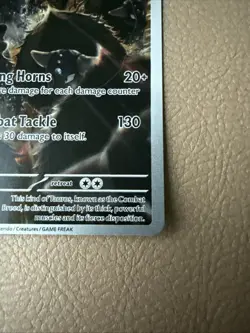 ng Horns 20+
re damage for each damage counter
bat Tackle 130
s 30 damage to itself.
retreat
This kind of Tauros, known as the Combat
Breed, is distinguished by its thick, powerful
muscles and its fierce disposition.
tendo / Creatures / GAME FREAK